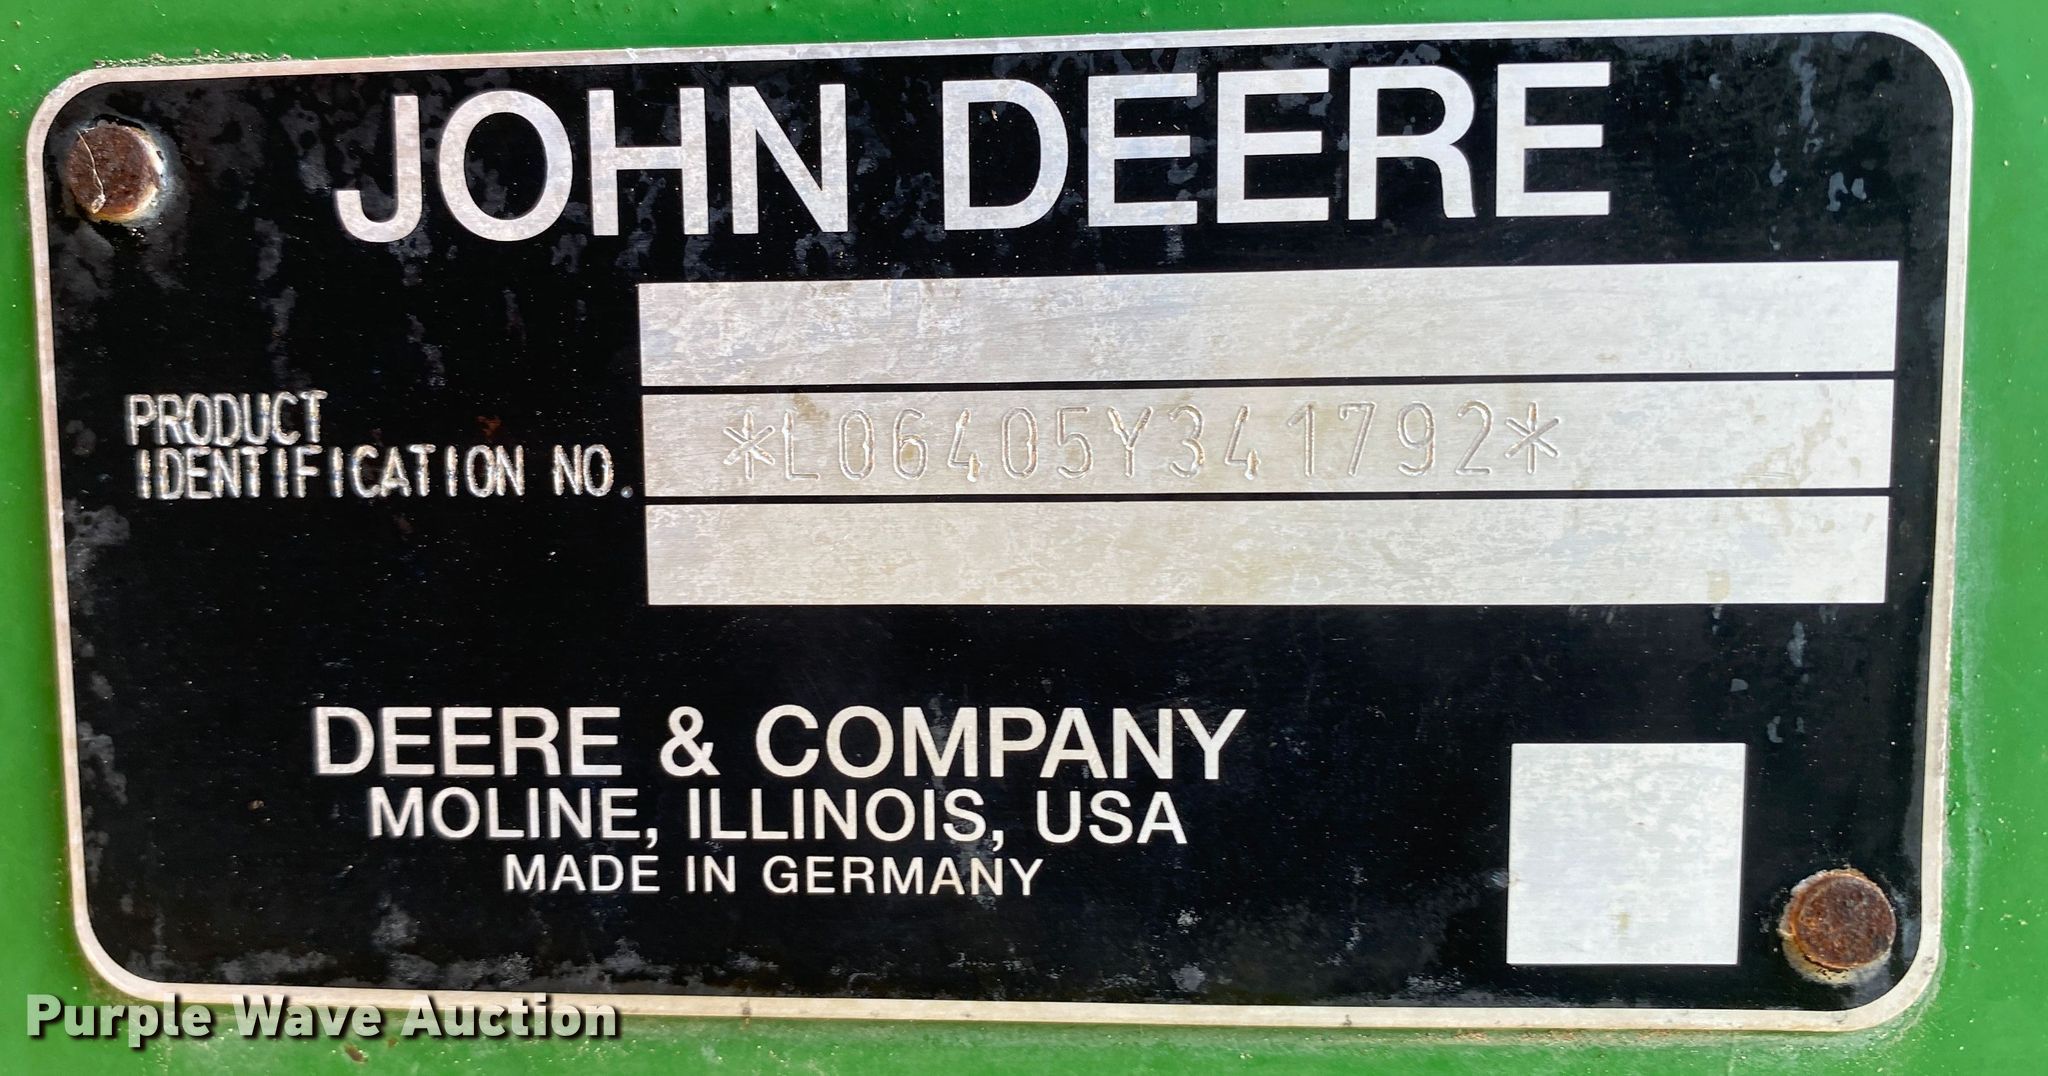 JOHN DEERE
PRODUCT
IDENTIFICATION NO.
*L06405Y341792*
DEERE & COMPANY
MOLINE, ILLINOIS, USA
MADE IN GERMANY
Purple Wave Auction